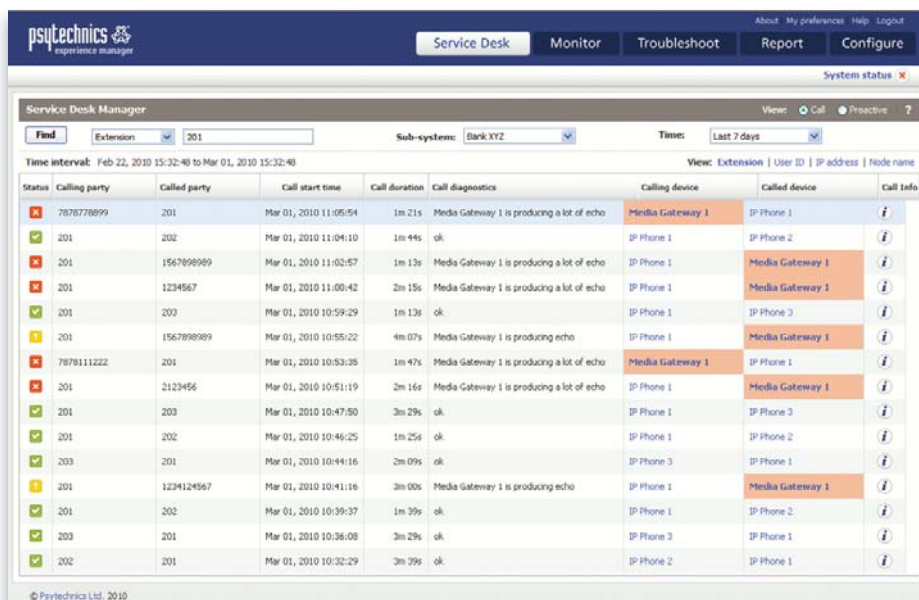 About My preferences Help Logout
psytechnics
experience manager
Service Desk Monitor Troubleshoot Report Configure
System status
Service Desk Manager View: Call Proactive ?
Find Extension 201 Sub-system: Bank XYZ Time: Last 7 days
Time interval: Feb 22, 2010 15:32:48 to Mar 01, 2010 15:32:48 View: Extension | User ID | IP address | Node name
Status Calling party Called party Call start time Call duration Call diagnostics Calling device Called device Call Info
7878778899 201 Mar 01, 2010 11:05:54 1m 21s Media Gateway 1 is producing a lot of echo Media Gateway 1 IP Phone 1 i
201 202 Mar 01, 2010 11:04:10 1m 44s ok IP Phone 1 IP Phone 2 i
201 1567898989 Mar 01, 2010 11:02:57 1m 13s Media Gateway 1 is producing a lot of echo IP Phone 1 Media Gateway 1 i
201 1234567 Mar 01, 2010 11:00:42 2m 15s Media Gateway 1 is producing a lot of echo IP Phone 1 Media Gateway 1 i
201 203 Mar 01, 2010 10:59:29 1m 13s ok IP Phone 1 IP Phone 3 i
201 1567898989 Mar 01, 2010 10:55:22 4m 07s Media Gateway 1 is producing echo IP Phone 1 Media Gateway 1 i
7878111222 201 Mar 01, 2010 10:53:35 1m 47s Media Gateway 1 is producing a lot of echo Media Gateway 1 IP Phone 1 i
201 2123456 Mar 01, 2010 10:51:19 2m 16s Media Gateway 1 is producing a lot of echo IP Phone 1 Media Gateway 1 i
201 203 Mar 01, 2010 10:47:50 3m 29s ok IP Phone 1 IP Phone 3 i
201 202 Mar 01, 2010 10:46:25 1m 25s ok IP Phone 1 IP Phone 2 i
203 201 Mar 01, 2010 10:44:16 2m 09s ok IP Phone 3 IP Phone 1 i
201 1234124567 Mar 01, 2010 10:41:16 3m 00s Media Gateway 1 is producing echo IP Phone 1 Media Gateway 1 i
201 202 Mar 01, 2010 10:39:37 1m 39s ok IP Phone 1 IP Phone 2 i
203 201 Mar 01, 2010 10:36:08 3m 29s ok IP Phone 3 IP Phone 1 i
202 201 Mar 01, 2010 10:32:29 3m 39s ok IP Phone 2 IP Phone 1 i
© Psytechnics Ltd. 2010